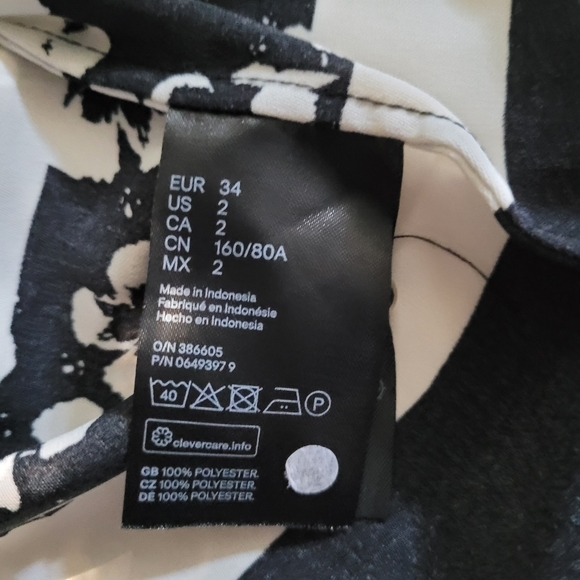 EUR 34
US 2
CA 2
CN 160/80A
MX 2
Made in Indonesia
Fabriqué en Indonésie
Hecho en Indonesia
O/N 386605
P/N 0649397 9
40 P
clevercare.info
GB 100% POLYESTER.
CZ 100% POLYESTER.
DE 100% POLYESTER.